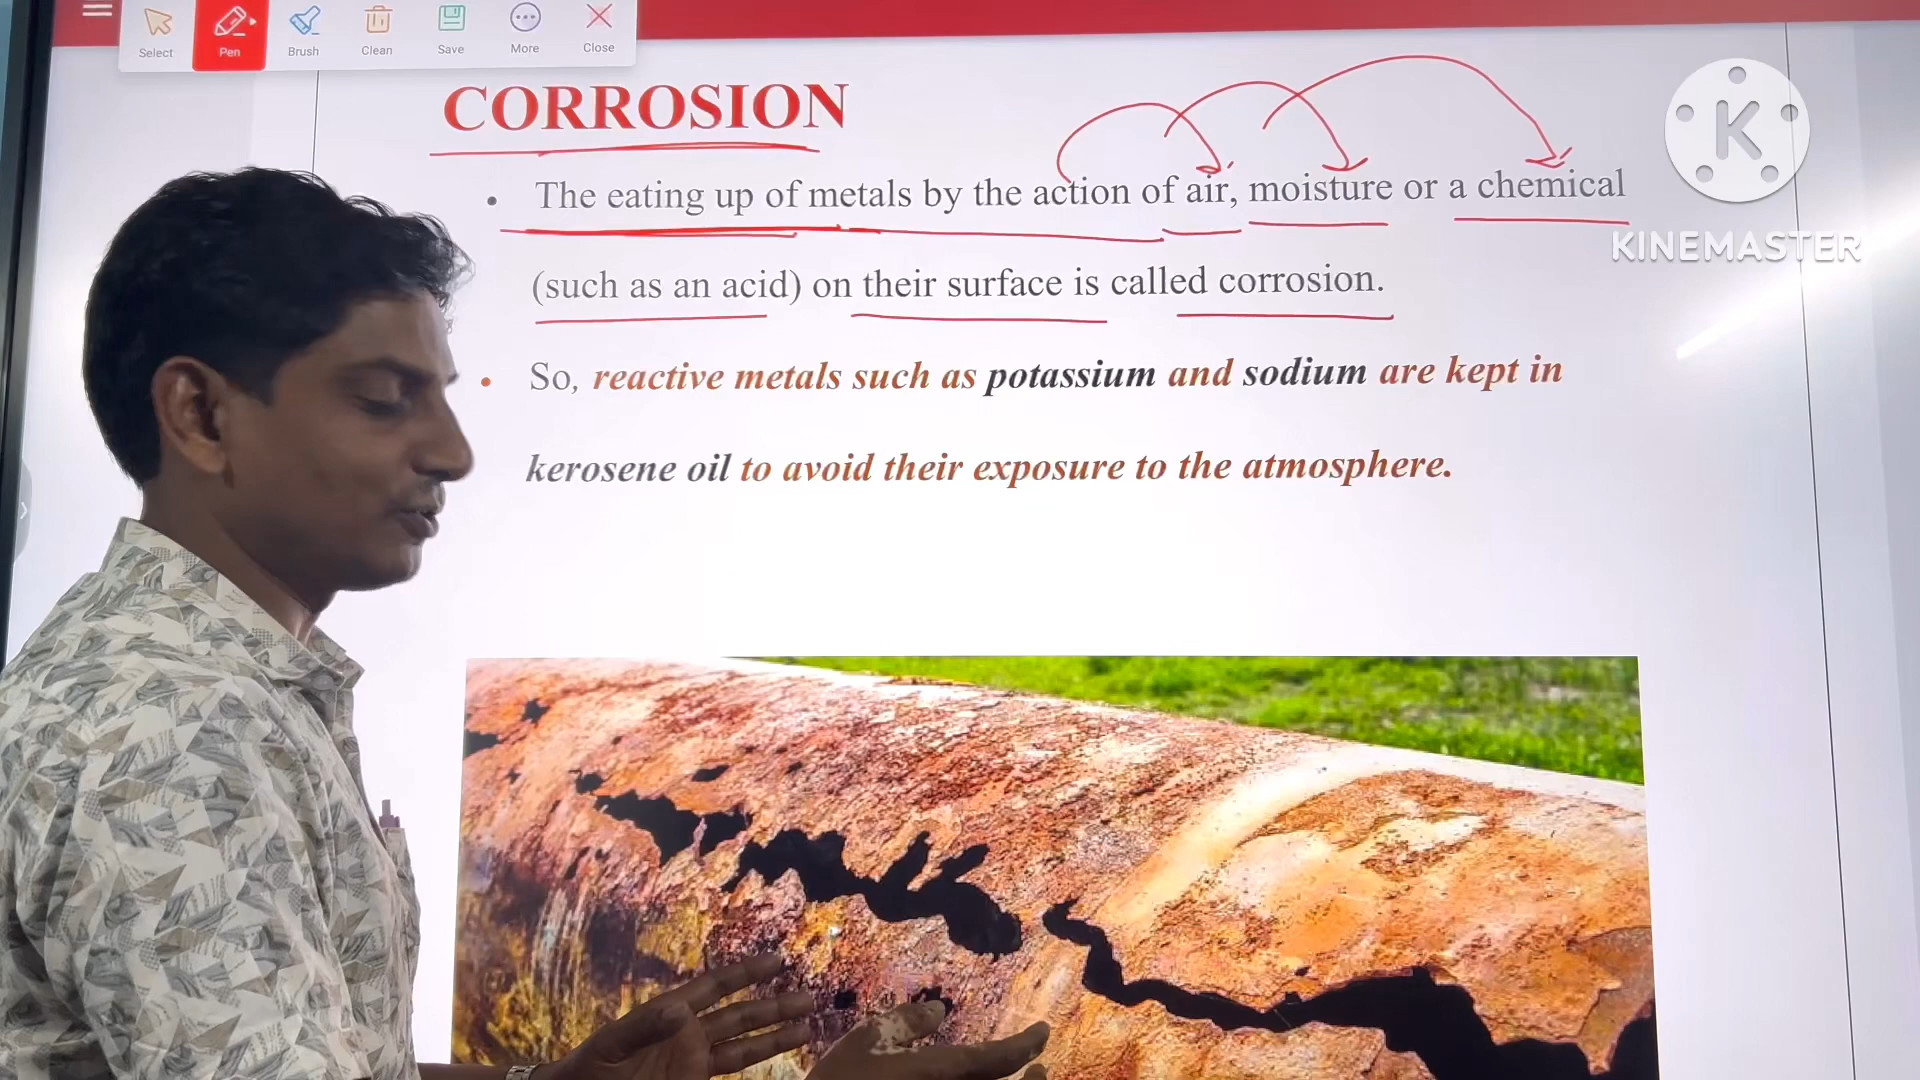 Select Pen Brush Clean Save More Close
CORROSION
K
KINEMASTER
• The eating up of metals by the action of air, moisture or a chemical
(such as an acid) on their surface is called corrosion.
• So, reactive metals such as potassium and sodium are kept in
kerosene oil to avoid their exposure to the atmosphere.